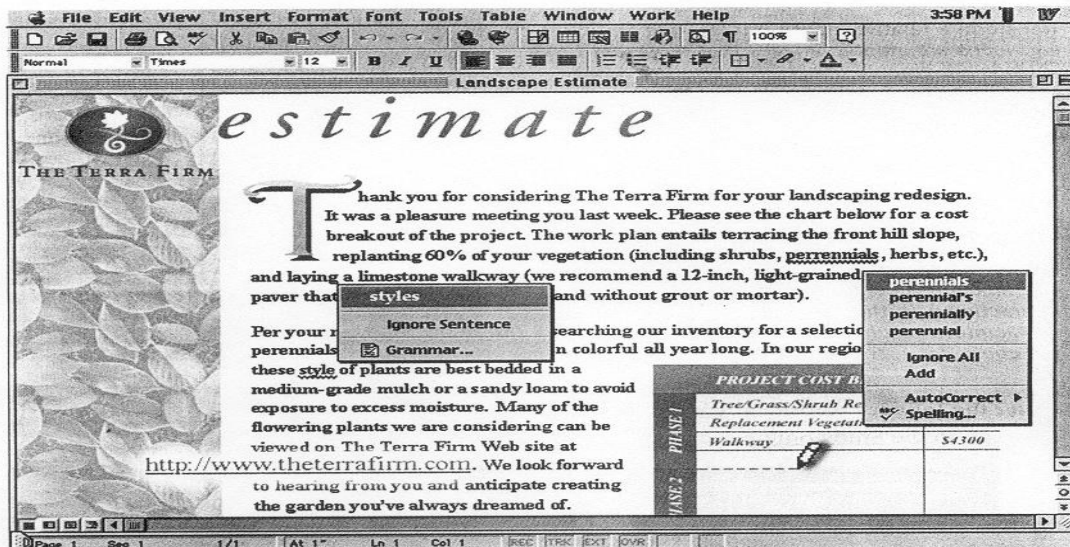 File Edit View Insert Format Font Tools Table Window Work Help 3:58 PM
100%
Normal Times 12 B I U
Landscape Estimate
estimate
THE TERRA FIRM
Thank you for considering The Terra Firm for your landscaping redesign.
It was a pleasure meeting you last week. Please see the chart below for a cost
breakout of the project. The work plan entails terracing the front hill slope,
replanting 60% of your vegetation (including shrubs, perrennials, herbs, etc.),
and laying a limestone walkway (we recommend a 12-inch, light-grained
paver that and without grout or mortar).
styles
Ignore Sentence
Grammar...
perennials
perennial's
perennially
perennial
Ignore All
Add
AutoCorrect
ABC Spelling...
Per your r searching our inventory for a selectio
perennials n colorful all year long. In our regio
these style of plants are best bedded in a
medium-grade mulch or a sandy loam to avoid
exposure to excess moisture. Many of the
flowering plants we are considering can be
viewed on The Terra Firm Web site at
http://www.theterrafirm.com. We look forward
to hearing from you and anticipate creating
the garden you've always dreamed of.
PROJECT COST B
PHASE 1
Tree/Grass/Shrub Re
Replacement Vegetati
Walkway $4300
PHASE 2
Page 1 Sec 1 1/1 At 1" Ln 1 Col 1 REC TRK EXT OVR